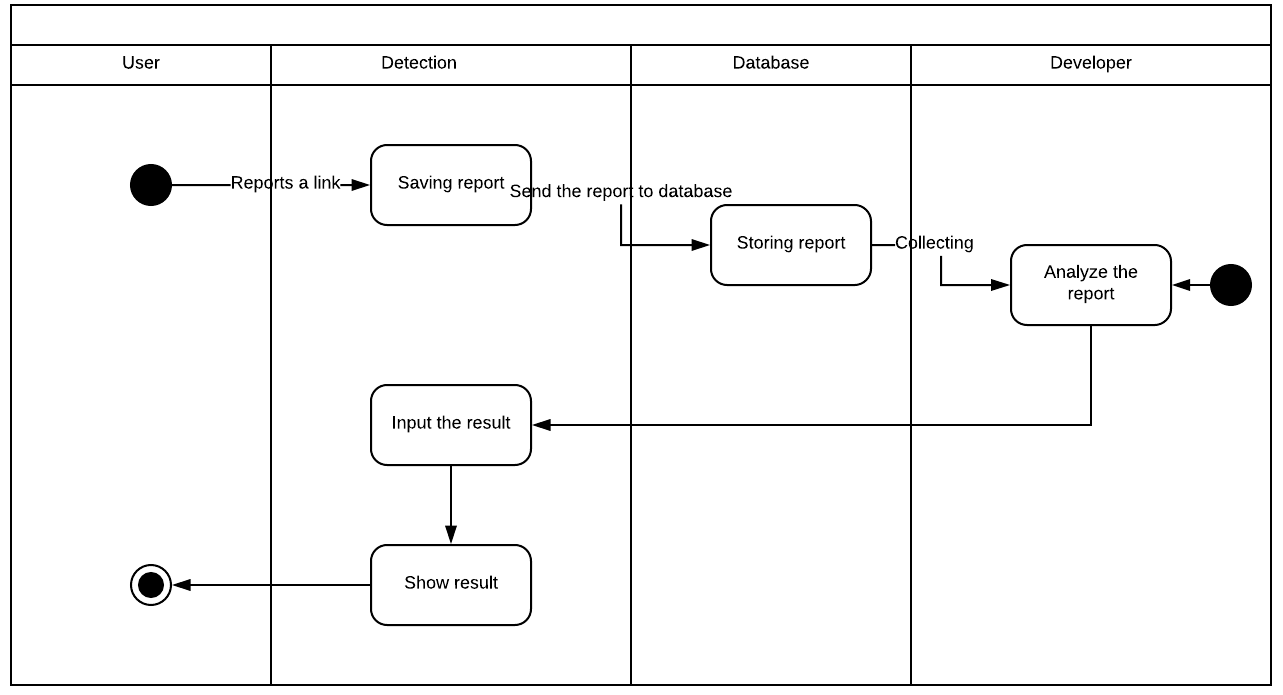 User
Detection
Database
Developer
Reports a link
Saving report
Send the report to database
Storing report
Collecting
Analyze the
report
Input the result
Show result